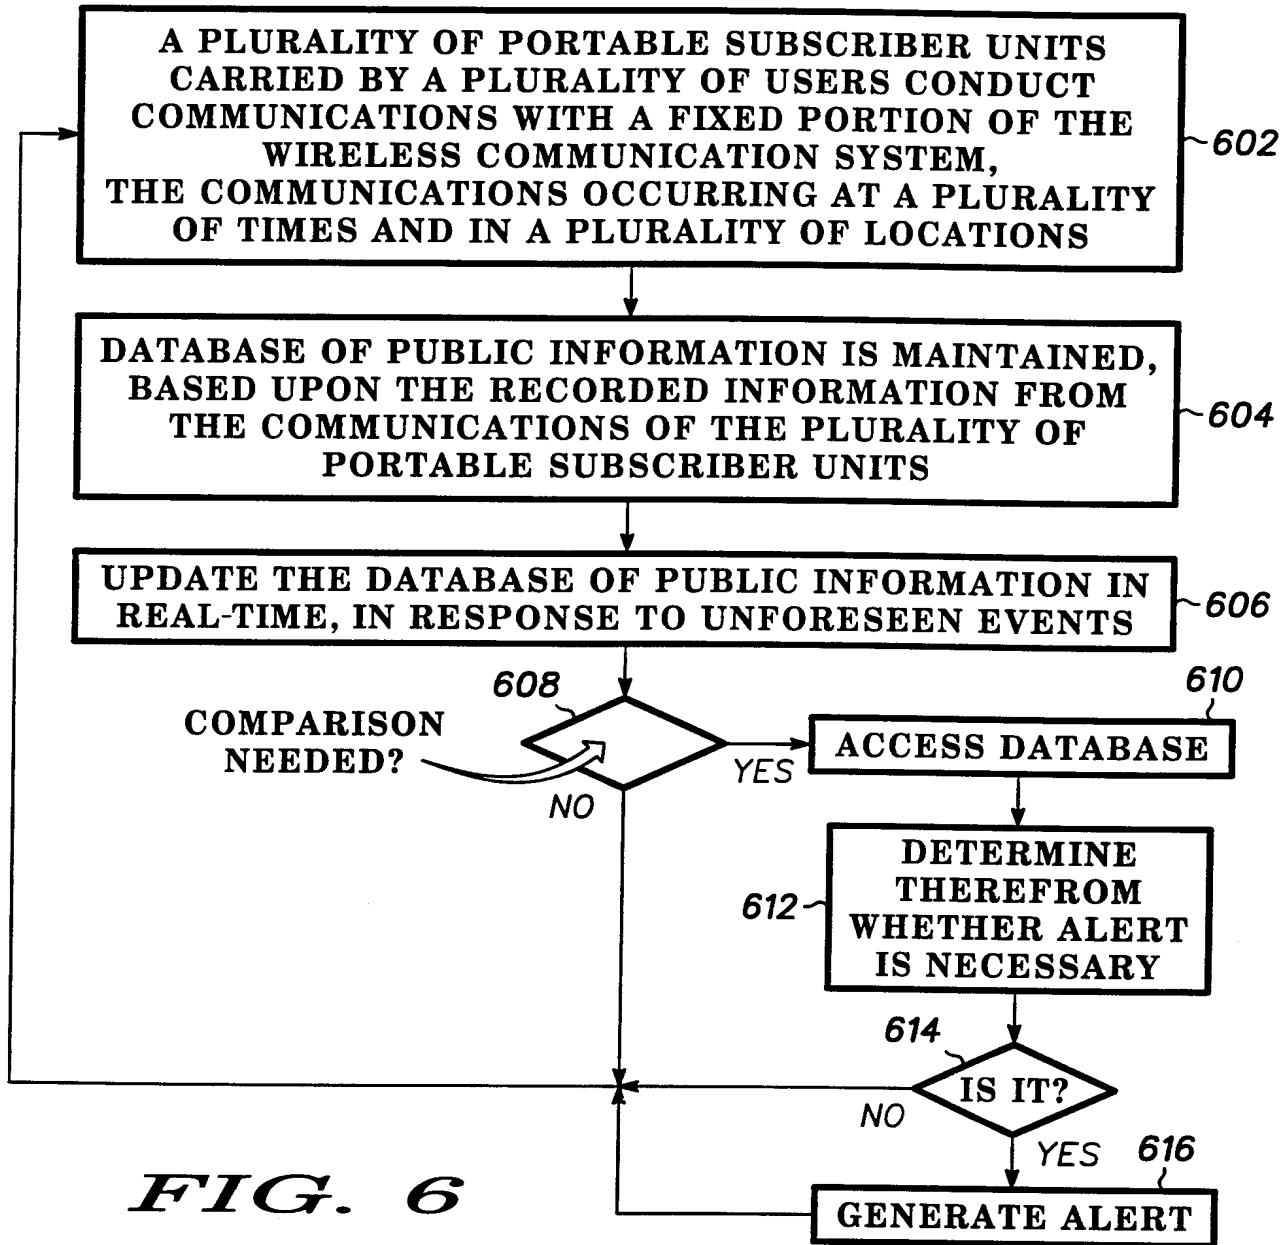 A PLURALITY OF PORTABLE SUBSCRIBER UNITS
CARRIED BY A PLURALITY OF USERS CONDUCT
COMMUNICATIONS WITH A FIXED PORTION OF THE
WIRELESS COMMUNICATION SYSTEM,
THE COMMUNICATIONS OCCURRING AT A PLURALITY
OF TIMES AND IN A PLURALITY OF LOCATIONS
602
DATABASE OF PUBLIC INFORMATION IS MAINTAINED,
BASED UPON THE RECORDED INFORMATION FROM
THE COMMUNICATIONS OF THE PLURALITY OF
PORTABLE SUBSCRIBER UNITS
604
UPDATE THE DATABASE OF PUBLIC INFORMATION IN
REAL-TIME, IN RESPONSE TO UNFORESEEN EVENTS
606
608
COMPARISON
NEEDED?
YES
NO
610
ACCESS DATABASE
612
DETERMINE
THEREFROM
WHETHER ALERT
IS NECESSARY
614
IS IT?
NO
YES
616
GENERATE ALERT
FIG. 6